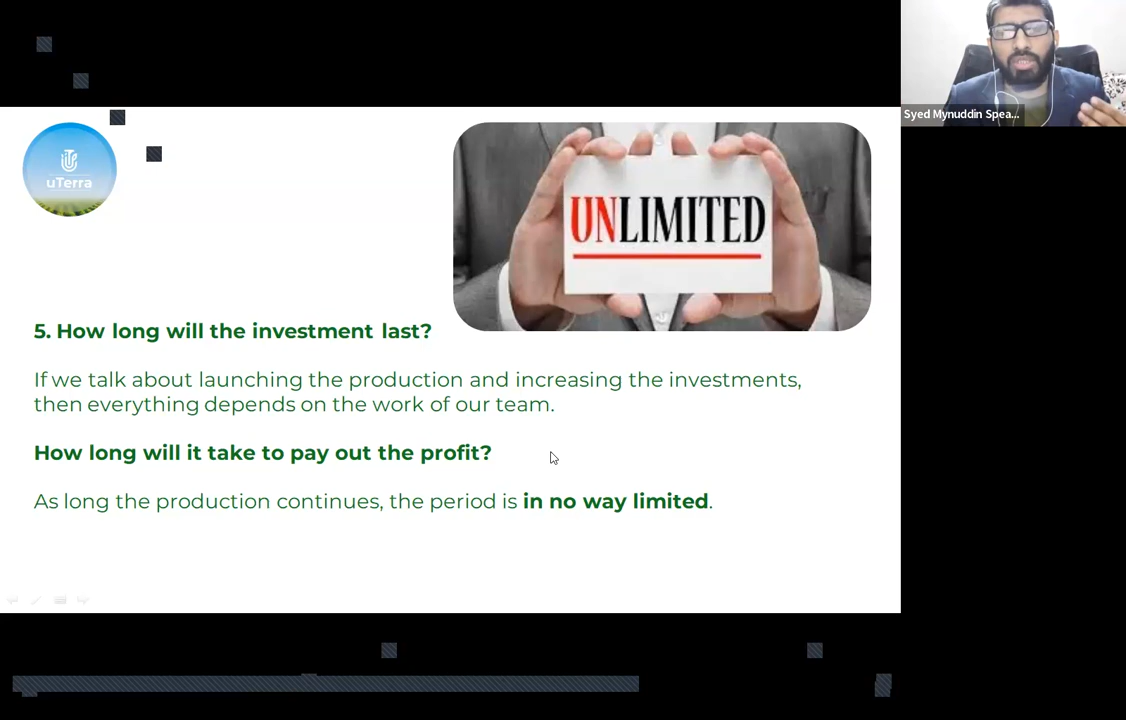 Syed Mynuddin Spea...
uTerra
UNLIMITED
5. How long will the investment last?
If we talk about launching the production and increasing the investments,
then everything depends on the work of our team.
How long will it take to pay out the profit?
As long the production continues, the period is in no way limited.